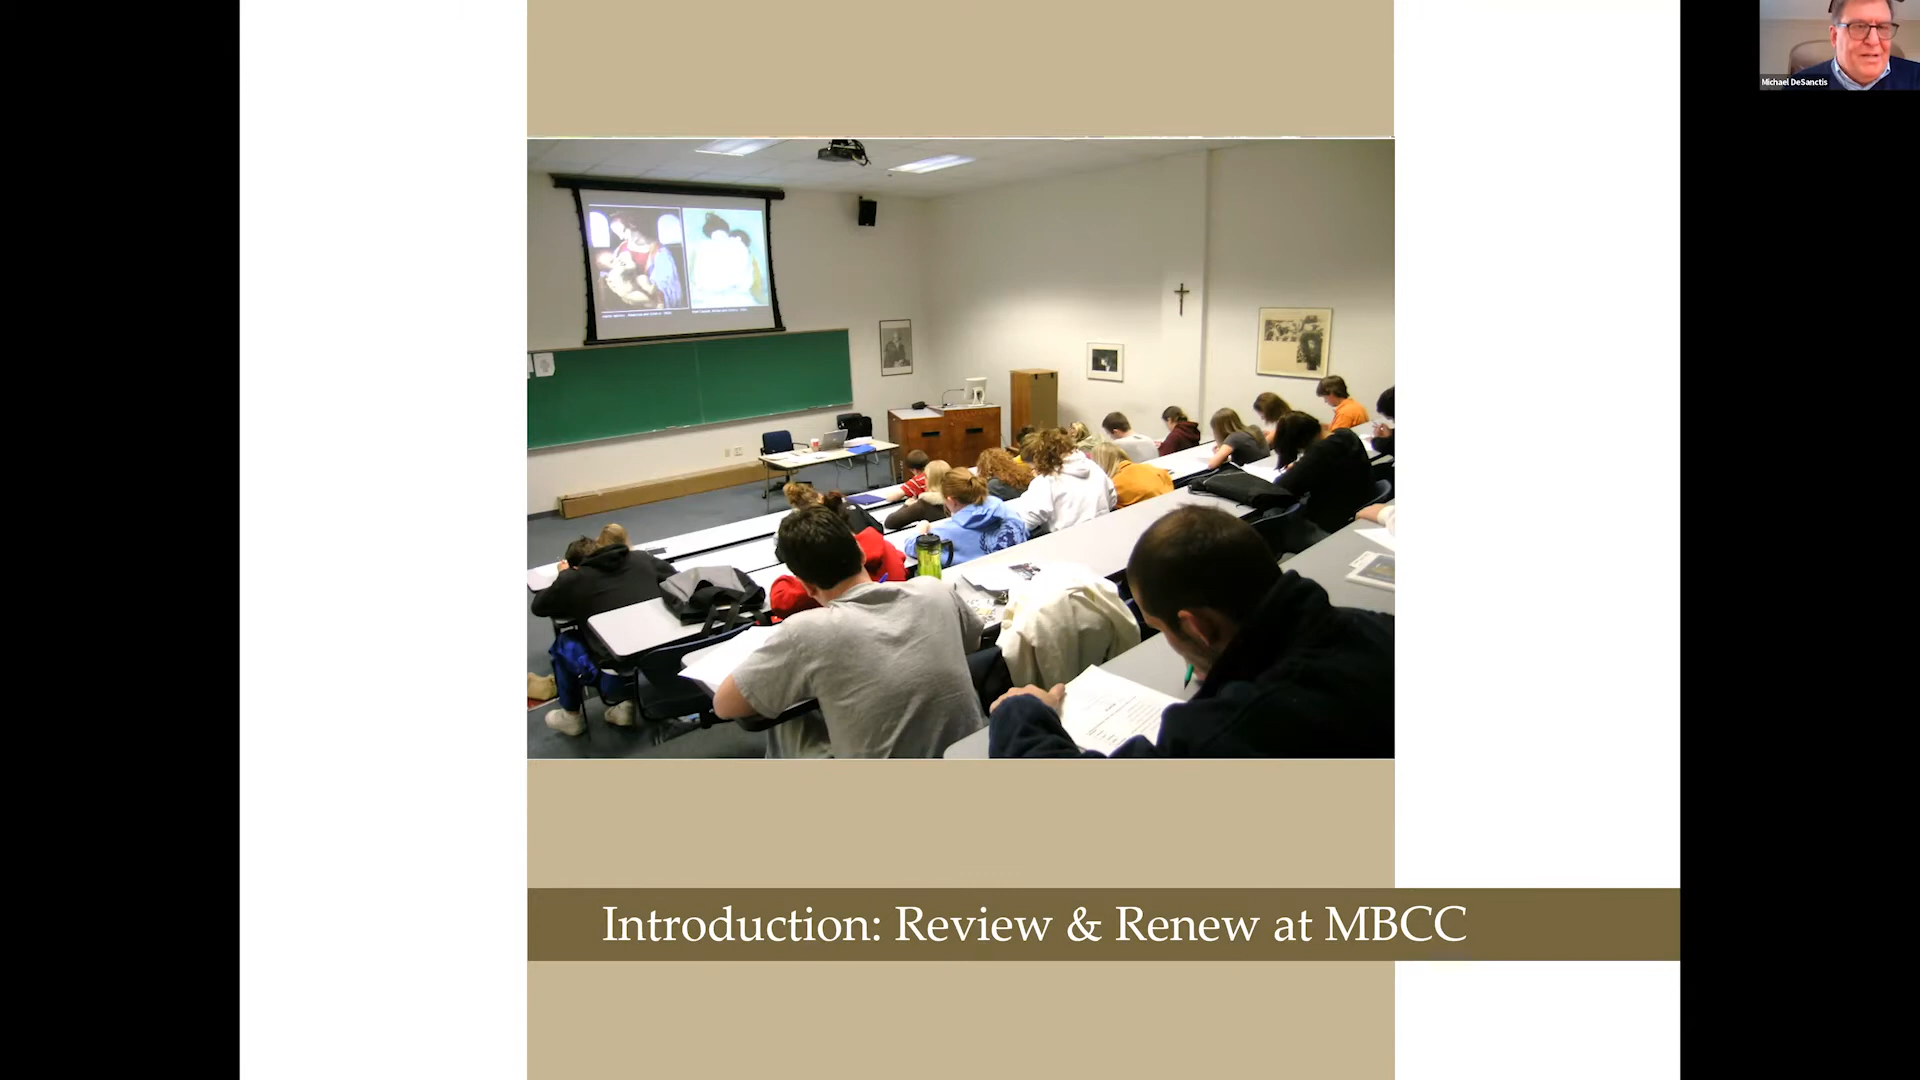 Michael DeSanctis
Introduction: Review & Renew at MBCC